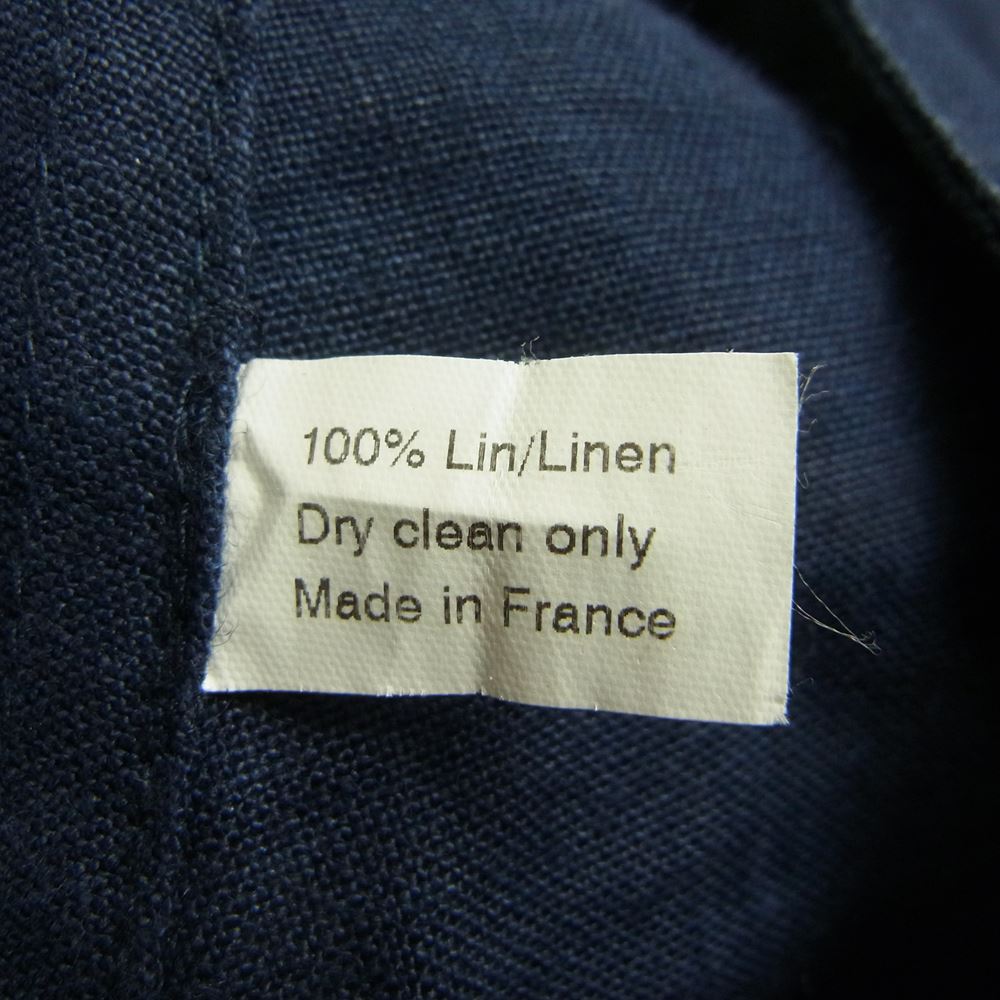 100% Lin/Linen
Dry clean only
Made in France